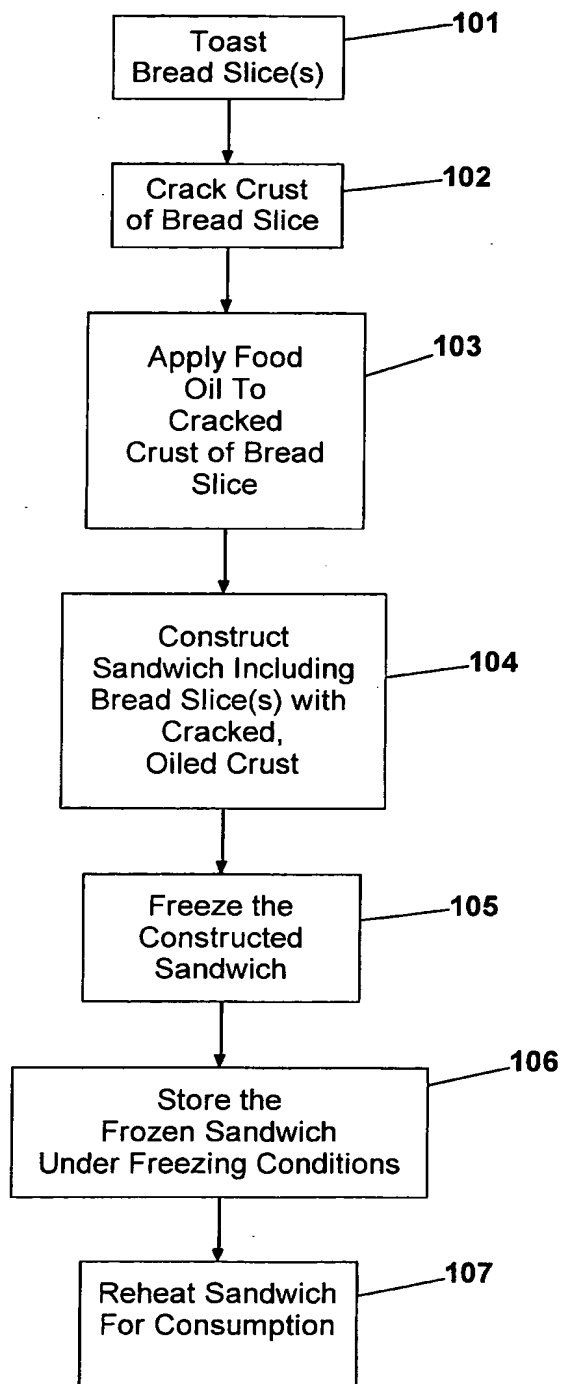 101
Toast
Bread Slice(s)
102
Crack Crust
of Bread Slice
103
Apply Food
Oil To
Cracked
Crust of Bread
Slice
104
Construct
Sandwich Including
Bread Slice(s) with
Cracked,
Oiled Crust
105
Freeze the
Constructed
Sandwich
106
Store the
Frozen Sandwich
Under Freezing Conditions
107
Reheat Sandwich
For Consumption